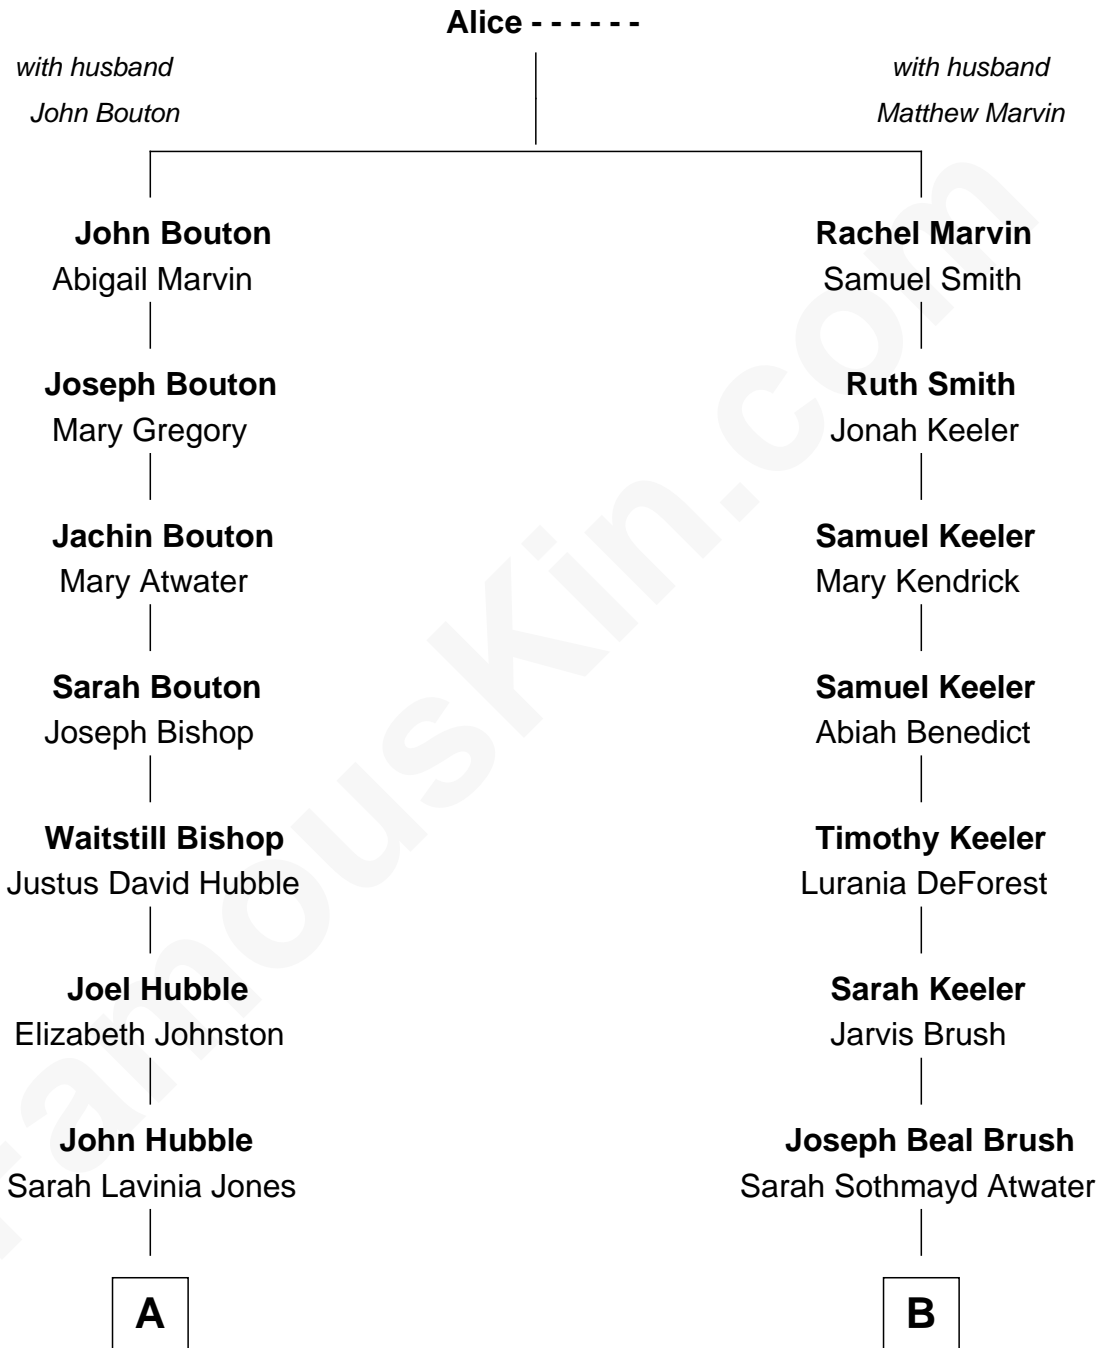 Alice - - - - - -
with husband
John Bouton
with husband
Matthew Marvin
John Bouton
Abigail Marvin
Rachel Marvin
Samuel Smith
Joseph Bouton
Mary Gregory
Ruth Smith
Jonah Keeler
Jachin Bouton
Mary Atwater
Samuel Keeler
Mary Kendrick
Sarah Bouton
Joseph Bishop
Samuel Keeler
Abiah Benedict
Waitstill Bishop
Justus David Hubble
Timothy Keeler
Lurania DeForest
Joel Hubble
Elizabeth Johnston
Sarah Keeler
Jarvis Brush
John Hubble
Sarah Lavinia Jones
Joseph Beal Brush
Sarah Sothmayd Atwater
A
B
FamousKin.com